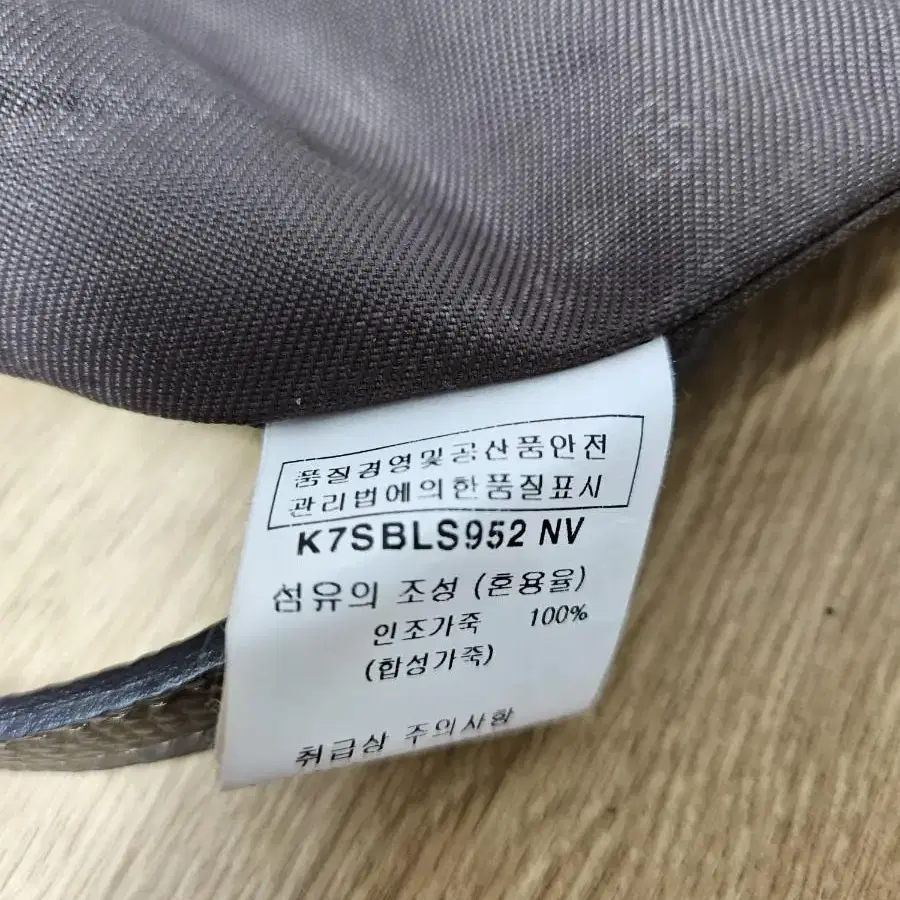 품질경영및공산품안전
관리법에의한품질표시
K7SBLS952 NV
섬유의 조성 (혼용율)
인조가죽 100%
(합성가죽)
취급상 주의사항